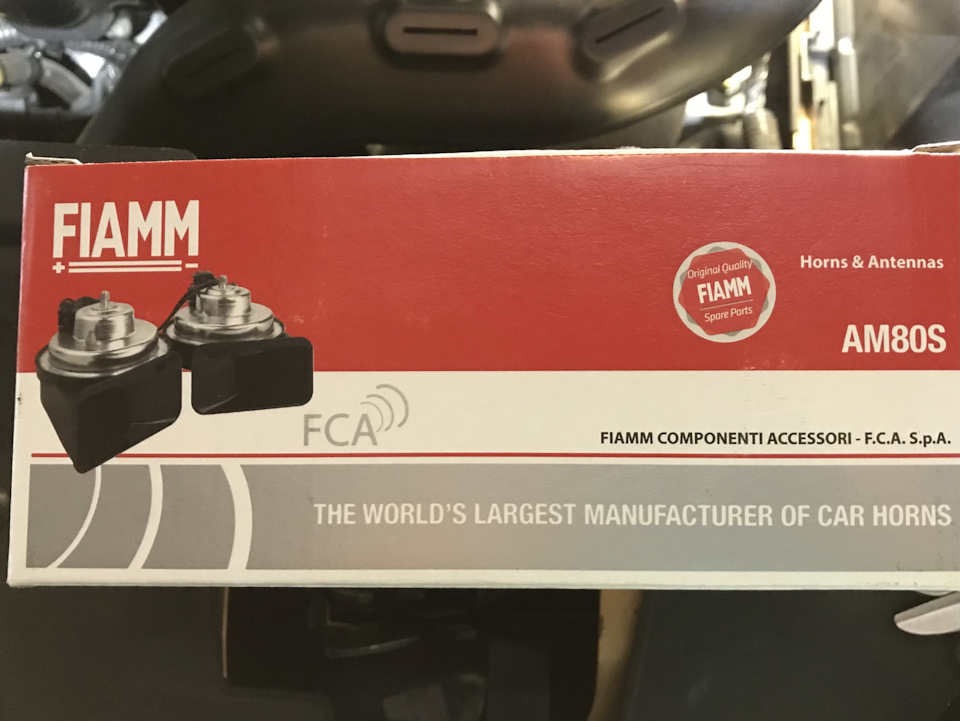 FIAMM
Original Quality
FIAMM
Spare Parts
Horns & Antennas
AM80S
FCA
FIAMM COMPONENTI ACCESSORI - F.C.A. S.p.A.
THE WORLD'S LARGEST MANUFACTURER OF CAR HORNS